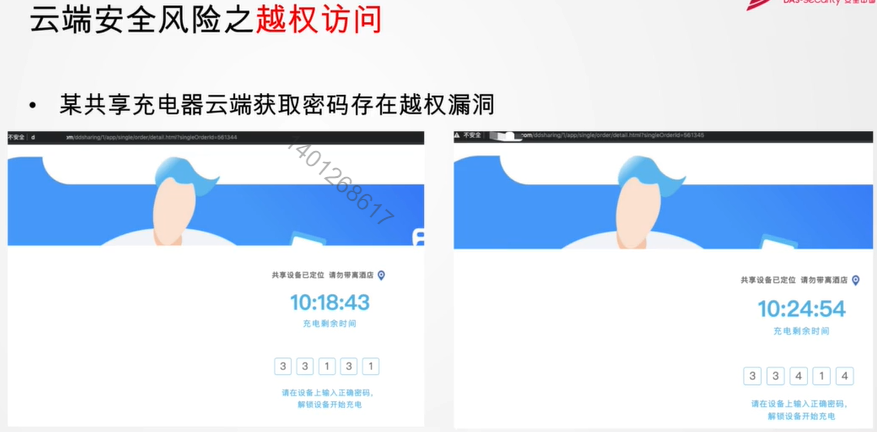 云端安全风险之越权访问
DAS-Security 安恒信息
• 某共享充电器云端获取密码存在越权漏洞
不安全 d
/ddsharing/1/app/single/order/detail.html?singleOrderId=561344
共享设备已定位 请勿带离酒店
10:18:43
充电剩余时间
3 3 1 3 1
请在设备上输入正确密码,
解锁设备开始充电
不安全
.com/ddsharing/1/app/single/order/detail.html?singleOrderId=561345
共享设备已定位 请勿带离酒店
10:24:54
充电剩余时间
3 3 4 1 4
请在设备上输入正确密码,
解锁设备开始充电
1401268617